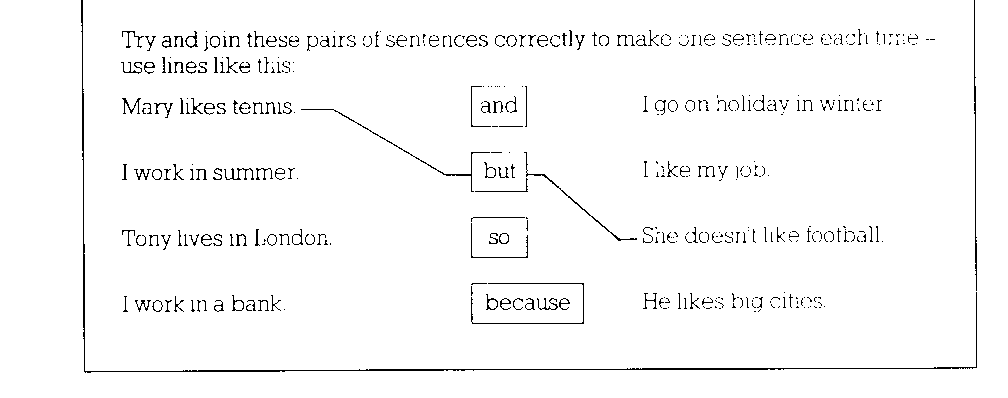 Try and join these pairs of sentences correctly to make one sentence each time –
use lines like this:
Mary likes tennis. and I go on holiday in winter
I work in summer. but I like my job.
Tony lives in London. so She doesn't like football.
I work in a bank. because He likes big cities.